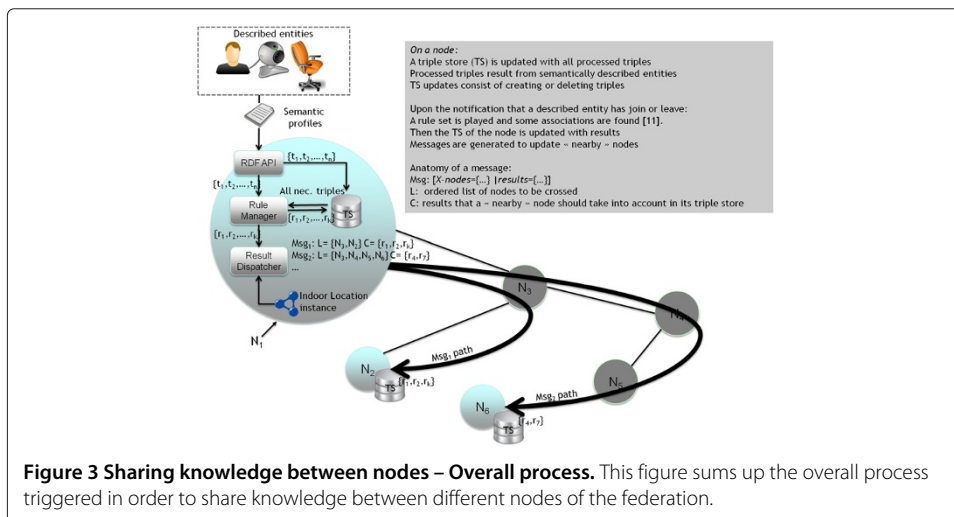 Described entities
On a node:
A triple store (TS) is updated with all processed triples
Processed triples result from semantically described entities
TS updates consist of creating or deleting triples
Upon the notification that a described entity has join or leave:
A rule set is played and some associations are found [11].
Then the TS of the node is updated with results
Messages are generated to update – nearby – nodes
Anatomy of a message:
Msg: [X-nodes=[…] |results=[…]]
L: ordered list of nodes to be crossed
C: results that a – nearby – node should take into account in its triple store
Semantic
profiles
RDF API
{t1,t2,…,tn}
{t1,t2,…,tn}
All nec. triples
Rule
Manager
{r1,r2,…,rk}
TS
{r1,r2,…,rk}
Msg1: L= [N3,N2] C= {r1,r2,rk}
Msg2: L= [N3,N4,N5,N6] C= {r4,r7}
...
Result
Dispatcher
Indoor Location
instance
N1
N3
N5
N2
Msg1 path
TS
{r1,r2,rk}
N6
Msg2 path
TS
{r4,r7}
Figure 3 Sharing knowledge between nodes – Overall process. This figure sums up the overall process
triggered in order to share knowledge between different nodes of the federation.